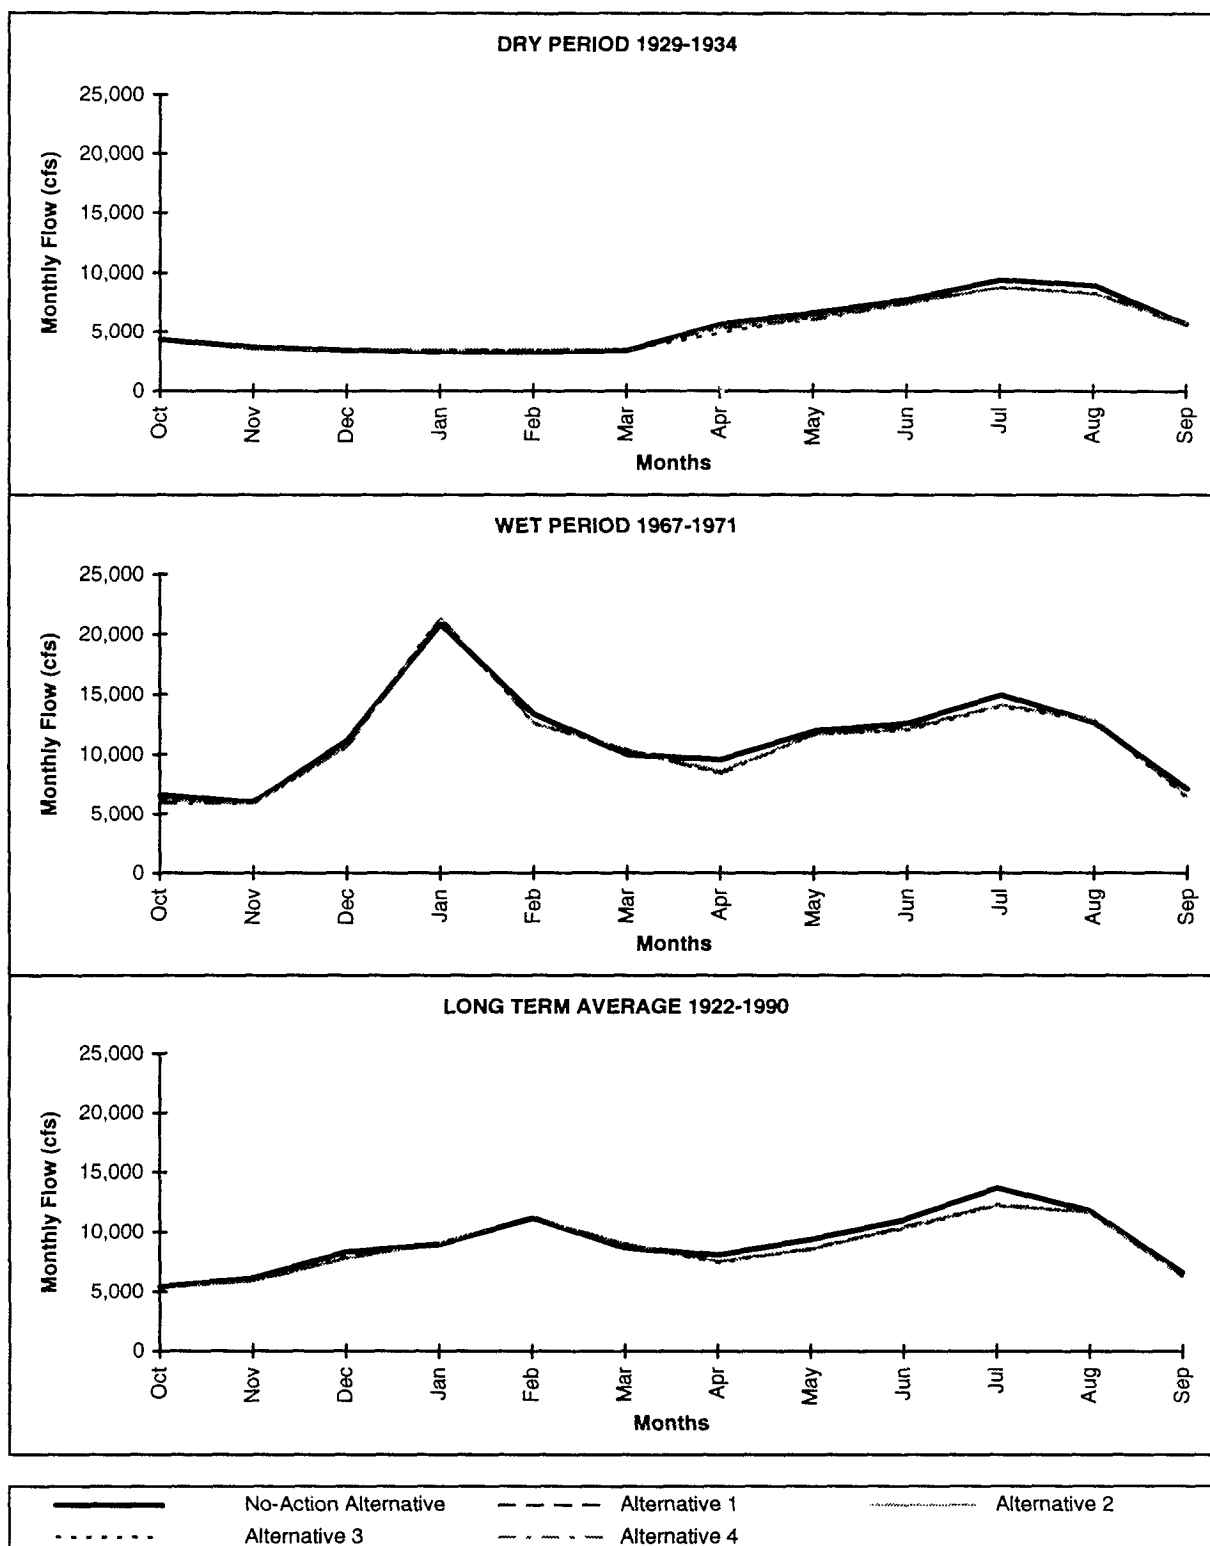 DRY PERIOD 1929-1934
Monthly Flow (cfs)
25,000
20,000
15,000
10,000
5,000
0
Oct
Nov
Dec
Jan
Feb
Mar
Apr
May
Jun
Jul
Aug
Sep
Months
WET PERIOD 1967-1971
Monthly Flow (cfs)
25,000
20,000
15,000
10,000
5,000
0
Oct
Nov
Dec
Jan
Feb
Mar
Apr
May
Jun
Jul
Aug
Sep
Months
LONG TERM AVERAGE 1922-1990
Monthly Flow (cfs)
25,000
20,000
15,000
10,000
5,000
0
Oct
Nov
Dec
Jan
Feb
Mar
Apr
May
Jun
Jul
Aug
Sep
Months
No-Action Alternative
Alternative 1
Alternative 2
Alternative 3
Alternative 4